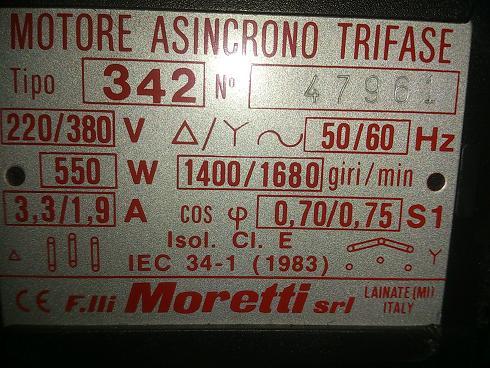 MOTORE ASINCRONO TRIFASE
Tipo 342 N° 47961
220/380 V Δ/Y ~ 50/60 Hz
550 W 1400/1680 giri/min
3,3/1,9 A cos φ 0,70/0,75 S1
Isol. Cl. E
Δ IEC 34-1 (1983) Y
CE F.lli Moretti srl LAINATE (MI)
ITALY